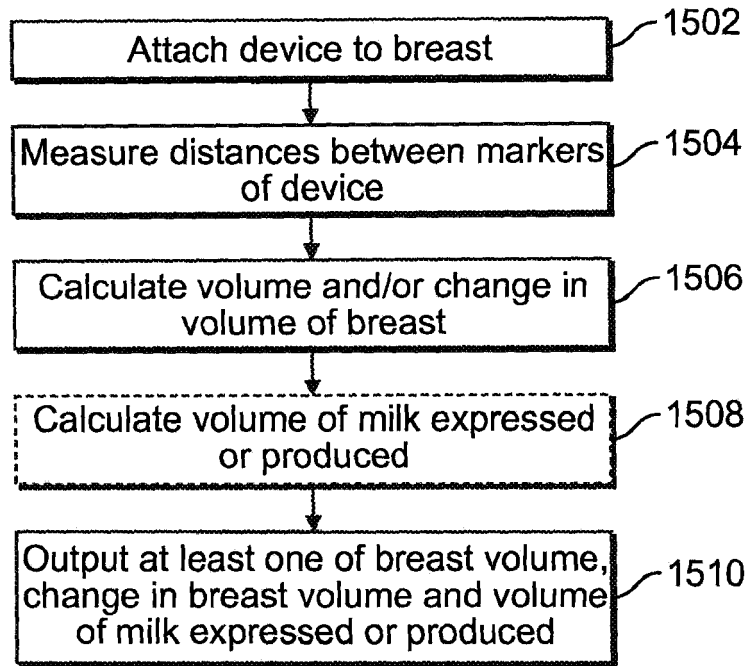 Attach device to breast
1502
Measure distances between markers
of device
1504
Calculate volume and/or change in
volume of breast
1506
Calculate volume of milk expressed
or produced
1508
Output at least one of breast volume,
change in breast volume and volume
of milk expressed or produced
1510